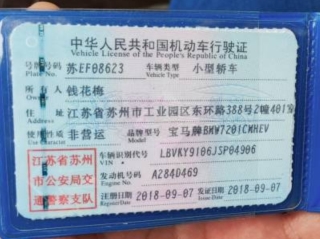 中华人民共和国机动车行驶证
Vehicle License of the People's Republic of China
号牌号码 苏EF08623 车辆类型 小型轿车
Plate No. Vehicle Type
所有人 钱花梅
Owner
住址 江苏省苏州市工业园区东环路388号2幢401室
Address
使用性质 非营运 品牌型号 宝马牌BMW7201CMHEV
Use Character Model
江苏省苏州
市公安局交
通警察支队
车辆识别代号 LBVKY9106JSP04906
VIN
发动机号码 A284D469
Engine No.
注册日期 2018-09-07 发证日期 2018-09-07
Register Date Issue Date